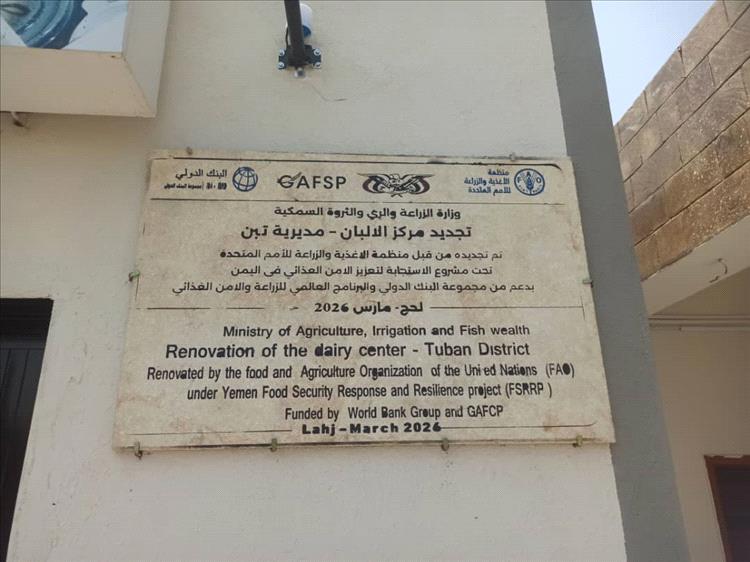 البنك الدولي
مجموعة البنك الدولي
GAFSP
منظمة
الأغذية والزراعة
للأمم المتحدة
FAO
وزارة الزراعة والري والثروة السمكية
تجديد مركز الالبان - مديرية تبن
تم تجديده من قبل منظمة الاغذية والزراعة للأمم المتحدة
تحت مشروع الاستجابة لتعزيز الامن الغذائي في اليمن
بدعم من مجموعة البنك الدولي والبرنامج العالمي للزراعة والامن الغذائي
لحج- مارس 2026
Ministry of Agriculture, Irrigation and Fish wealth
Renovation of the dairy center - Tuban District
Renovated by the food and Agriculture Organization of the Uni ed Nations (FAO)
under Yemen Food Security Response and Resilience project (FSRRP )
Funded by World Bank Group and GAFCP
Lahj - March 2026